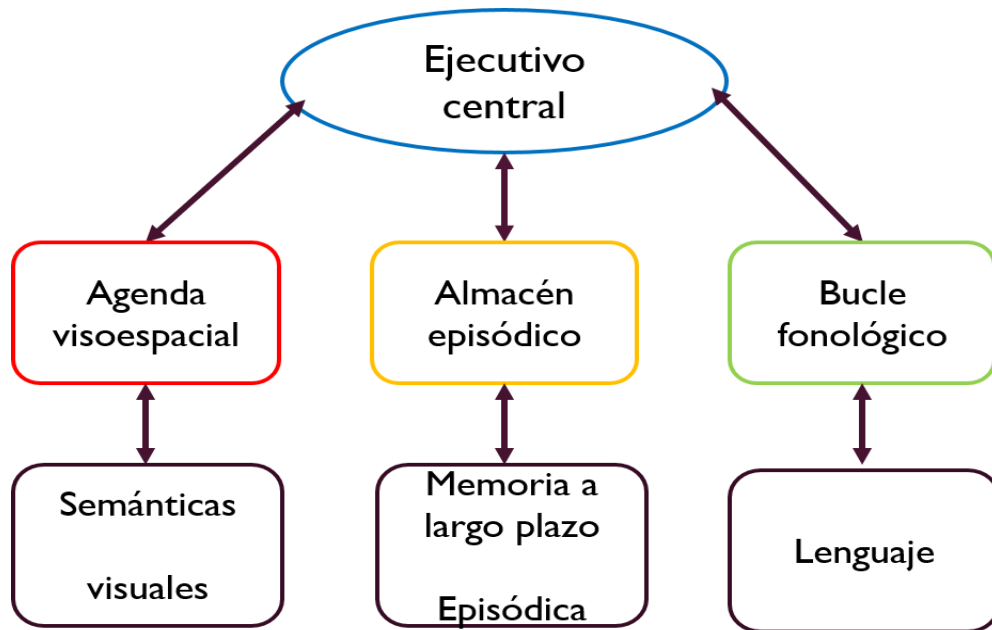 Ejecutivo
central
Agenda
visoespacial
Almacén
episódico
Bucle
fonológico
Semánticas
visuales
Memoria a
largo plazo
Episódica
Lenguaje